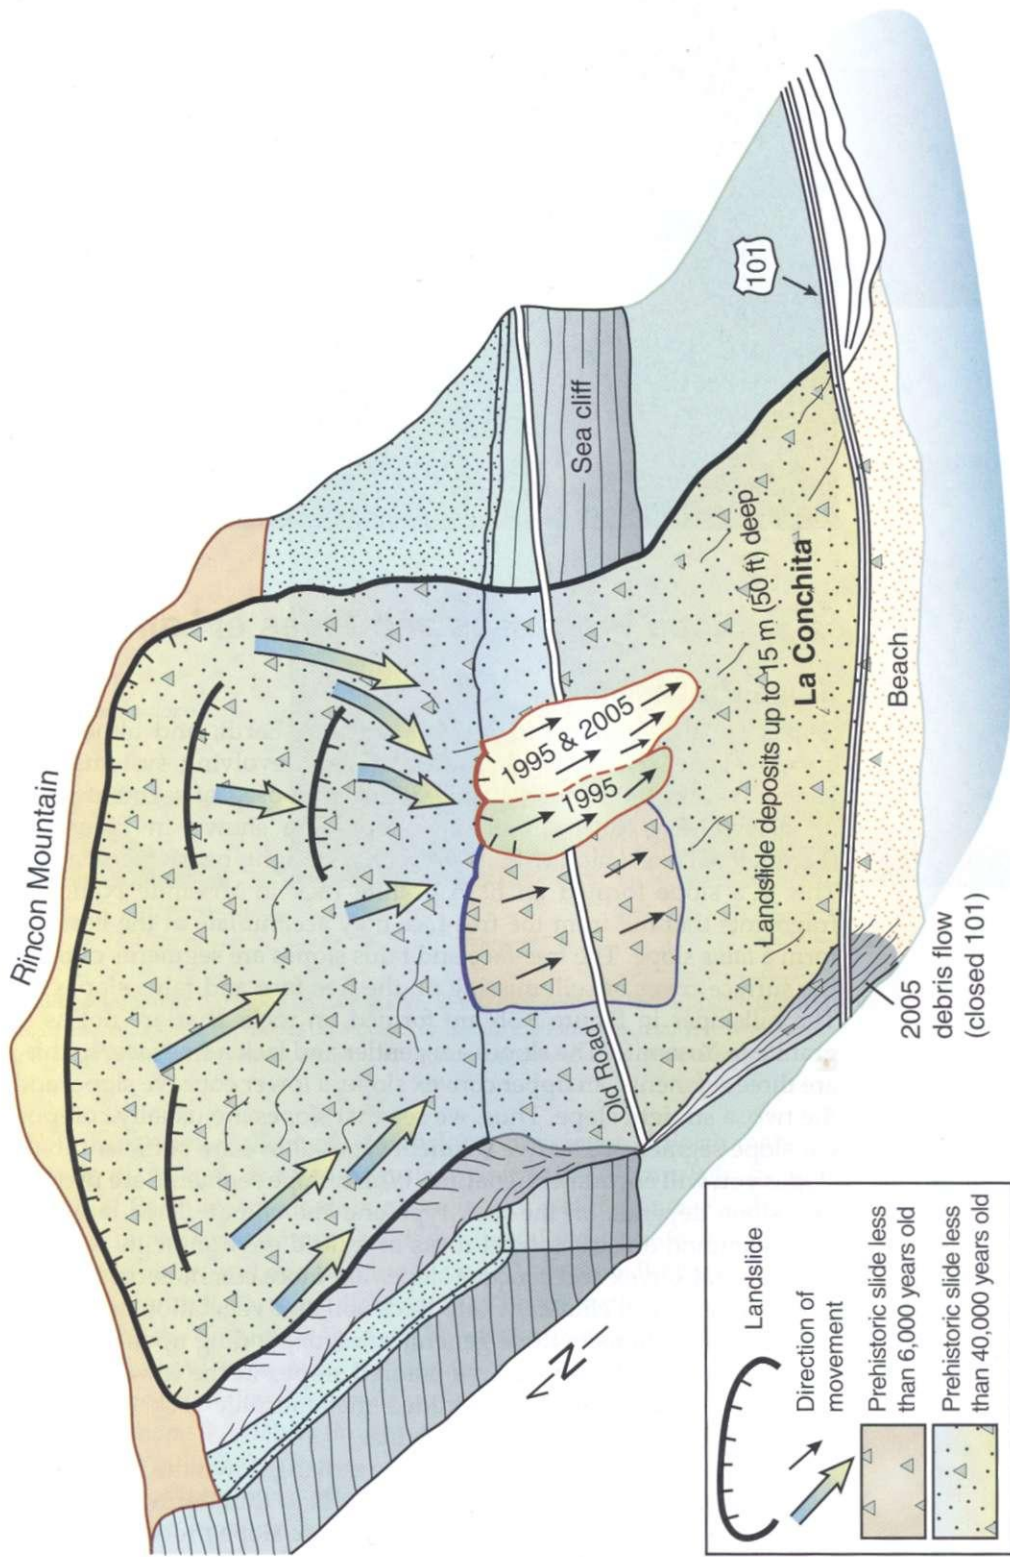 Rincon Mountain
1995 & 2005
1995
Old Road
Sea cliff
101
Landslide deposits up to 15 m (50 ft) deep
La Conchita
Beach
2005
debris flow
(closed 101)
N
Landslide
Direction of
movement
Prehistoric slide less
than 6,000 years old
Prehistoric slide less
than 40,000 years old